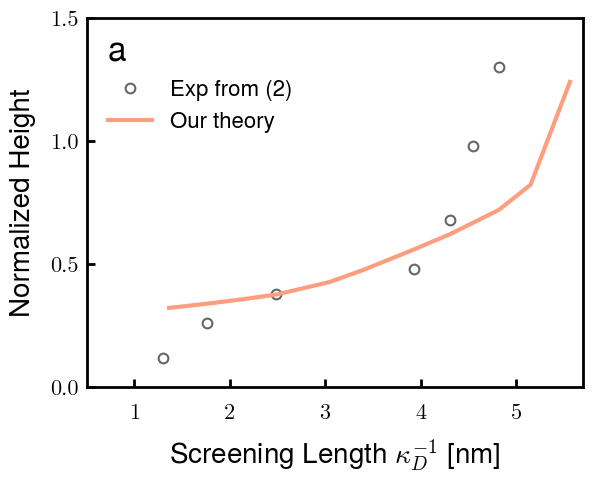 a
Exp from (2)
Our theory
Normalized Height
1.5
1.0
0.5
0.0
1 2 3 4 5
Screening Length κ_D^{-1} [nm]